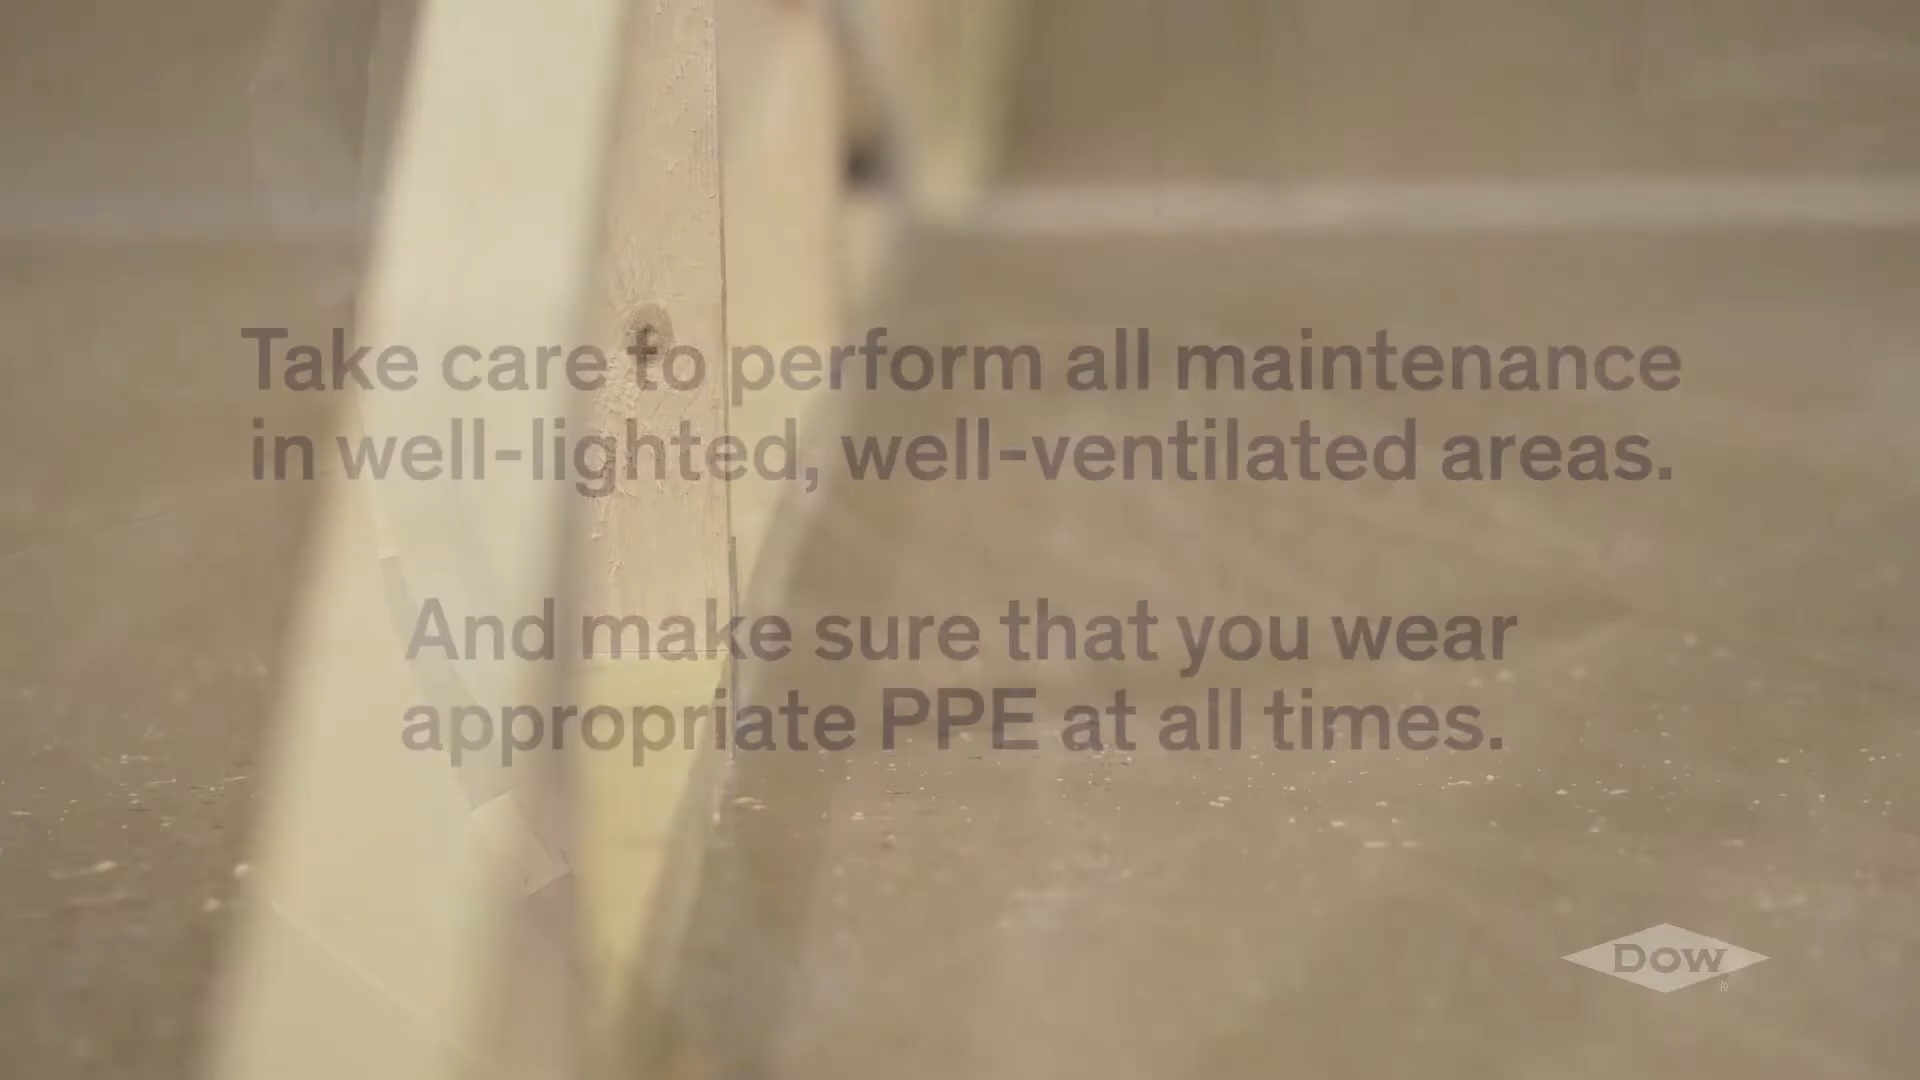 Take care to perform all maintenance
in well-lighted, well-ventilated areas.
And make sure that you wear
appropriate PPE at all times.
DOW
®